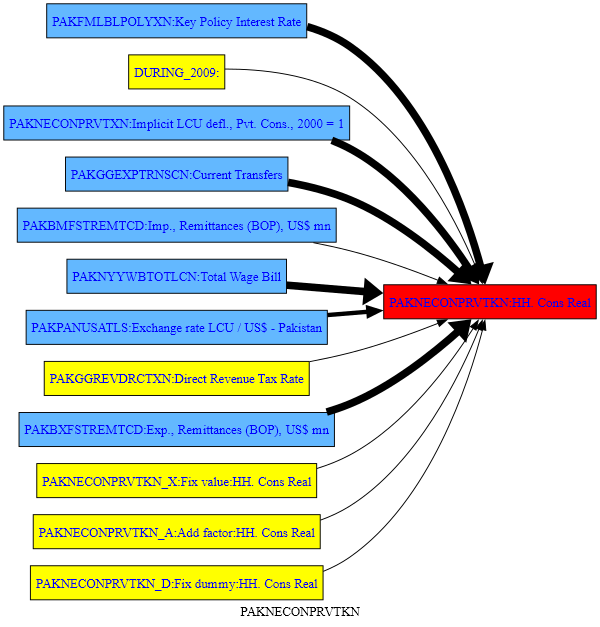 PAKFMLBLPOLYXN:Key Policy Interest Rate
DURING_2009:
PAKNECONPRVTXN:Implicit LCU defl., Pvt. Cons., 2000 = 1
PAKGGEXPTRNSCN:Current Transfers
PAKBMFSTREMTCD:Imp., Remittances (BOP), US$ mn
PAKNYYWBTOTLCN:Total Wage Bill
PAKNECONPRVTKN:HH. Cons Real
PAKPANUSATLS:Exchange rate LCU / US$ - Pakistan
PAKGGREVDRCTXN:Direct Revenue Tax Rate
PAKBXFSTREMTCD:Exp., Remittances (BOP), US$ mn
PAKNECONPRVTKN_X:Fix value:HH. Cons Real
PAKNECONPRVTKN_A:Add factor:HH. Cons Real
PAKNECONPRVTKN_D:Fix dummy:HH. Cons Real
PAKNECONPRVTKN